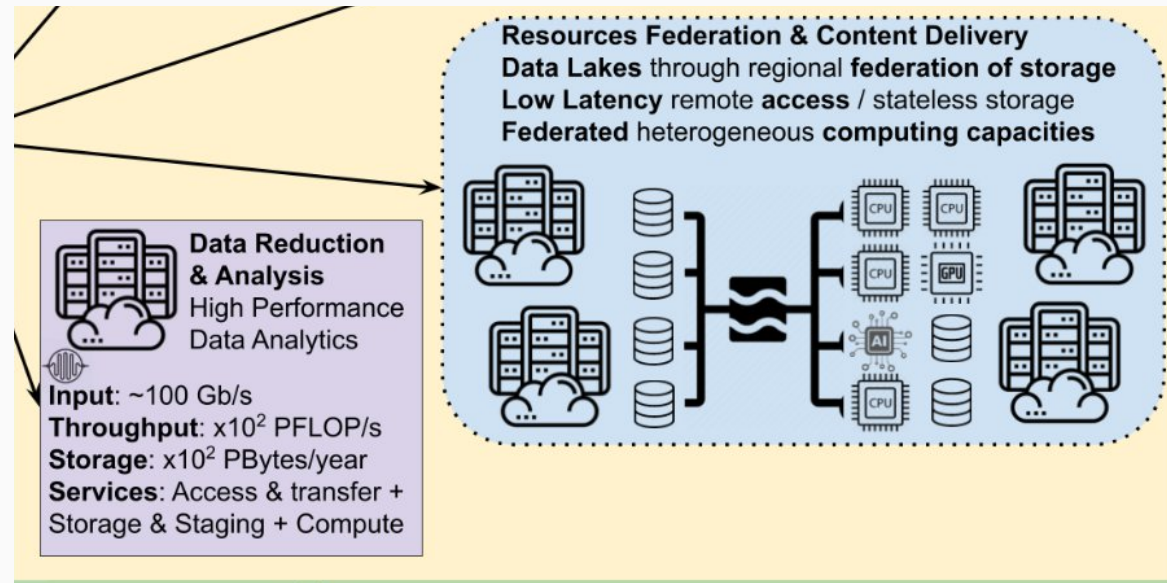 Resources Federation & Content Delivery
Data Lakes through regional federation of storage
Low Latency remote access / stateless storage
Federated heterogeneous computing capacities
CPU
CPU
CPU
GPU
AI
CPU
Data Reduction
& Analysis
High Performance
Data Analytics
Input: ~100 Gb/s
Throughput: x10² PFLOP/s
Storage: x10² PBytes/year
Services: Access & transfer +
Storage & Staging + Compute